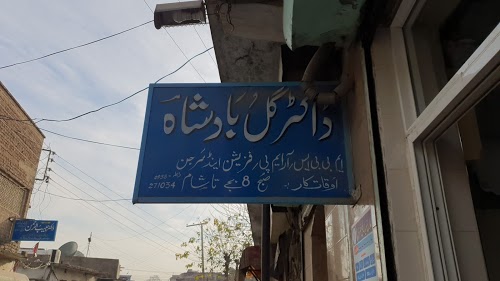 ڈاکٹر گل بادشاہ
ایم بی بی ایس، آر ایم پی، فزیشن اینڈ سرجن
اوقات کار :- صبح 8 بجے تا شام
271034